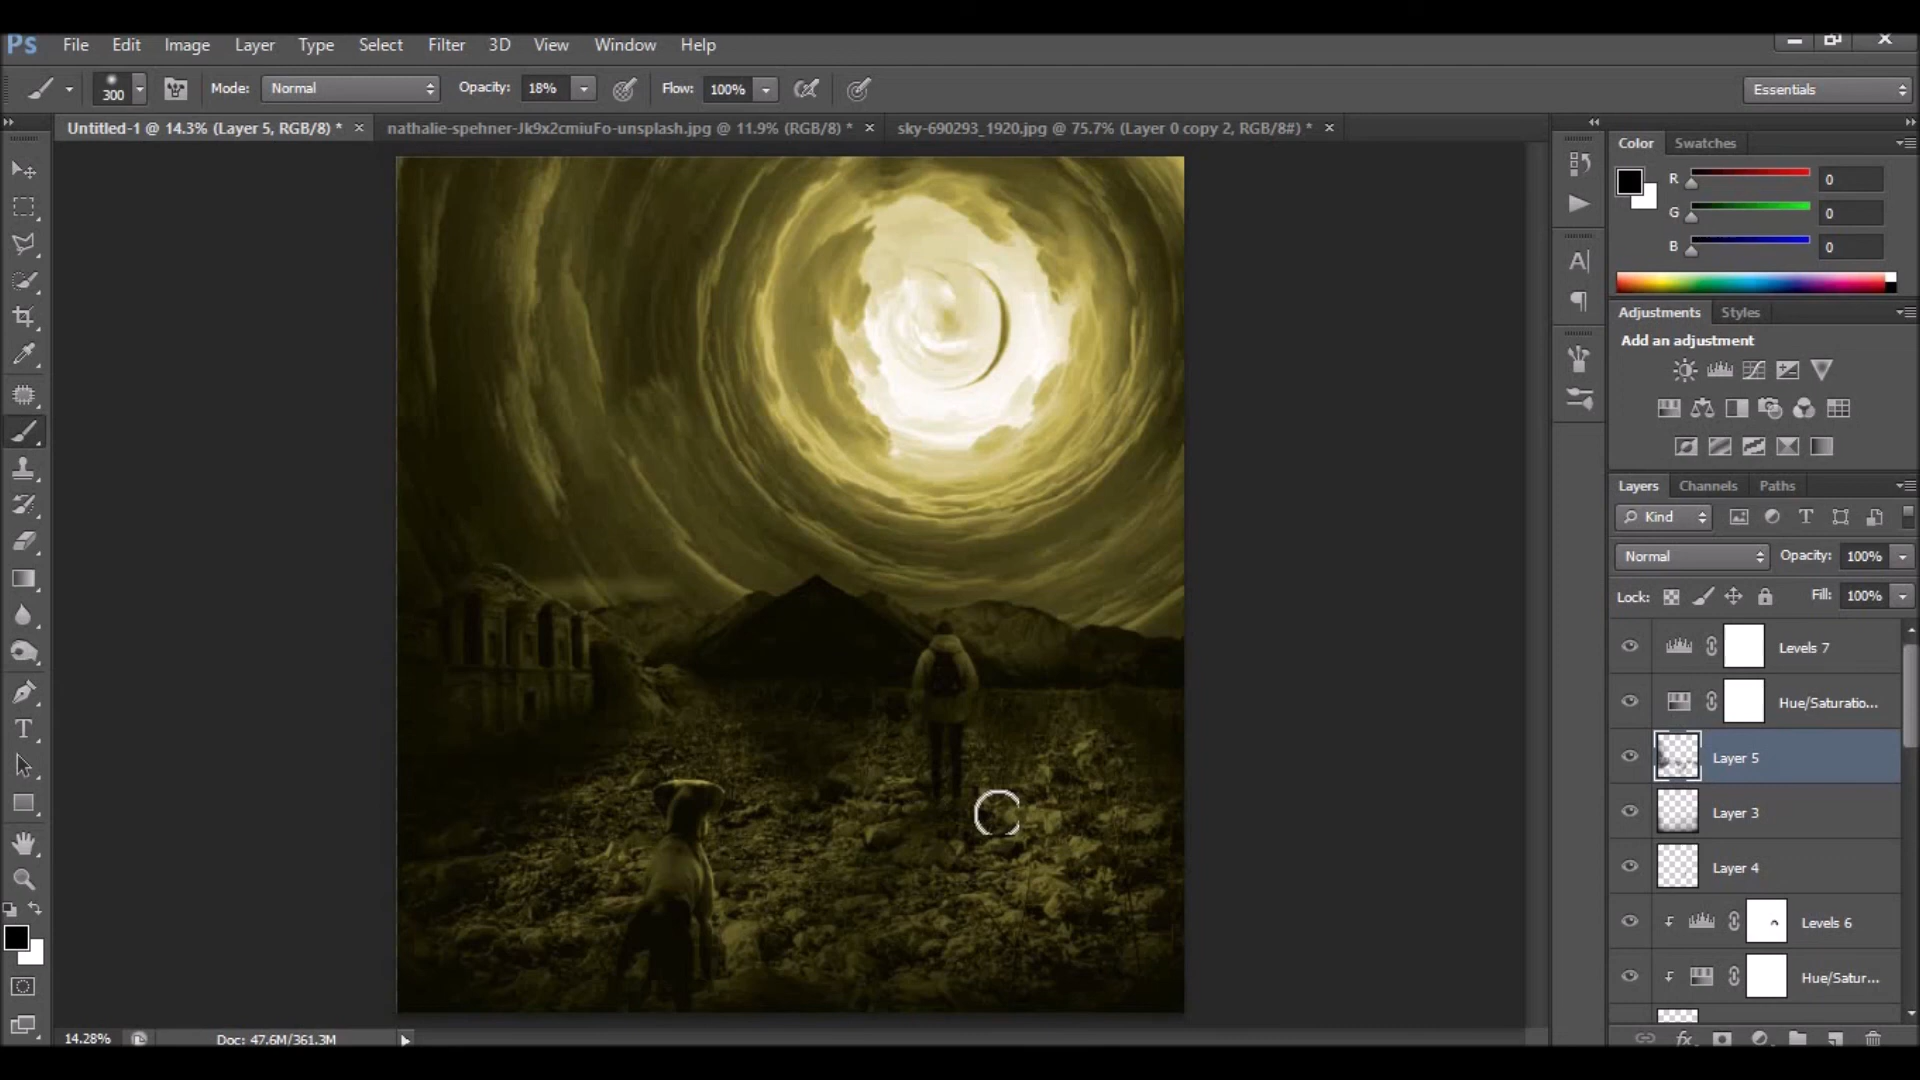 Ps File Edit Image Layer Type Select Filter 3D View Window Help
300 Mode: Normal Opacity: 18% Flow: 100% Essentials
Untitled-1 @ 14.3% (Layer 5, RGB/8) * × nathalie-spehner-Jk9x2cmiuFo-unsplash.jpg @ 11.9% (RGB/8) * × sky-690293_1920.jpg @ 75.7% (Layer 0 copy 2, RGB/8#) * ×
Color Swatches
R 0
G 0
B 0
Adjustments Styles
Add an adjustment
Layers Channels Paths
Kind
Normal Opacity: 100%
Lock: Fill: 100%
Levels 7
Hue/Saturatio...
Layer 5
Layer 3
Layer 4
Levels 6
Hue/Satur...
14.28% Doc: 47.6M/361.3M